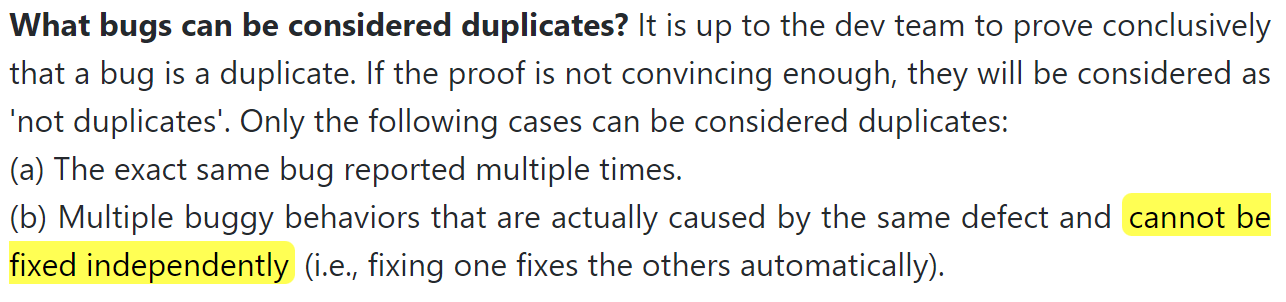 What bugs can be considered duplicates? It is up to the dev team to prove conclusively
that a bug is a duplicate. If the proof is not convincing enough, they will be considered as
'not duplicates'. Only the following cases can be considered duplicates:
(a) The exact same bug reported multiple times.
(b) Multiple buggy behaviors that are actually caused by the same defect and cannot be
fixed independently (i.e., fixing one fixes the others automatically).